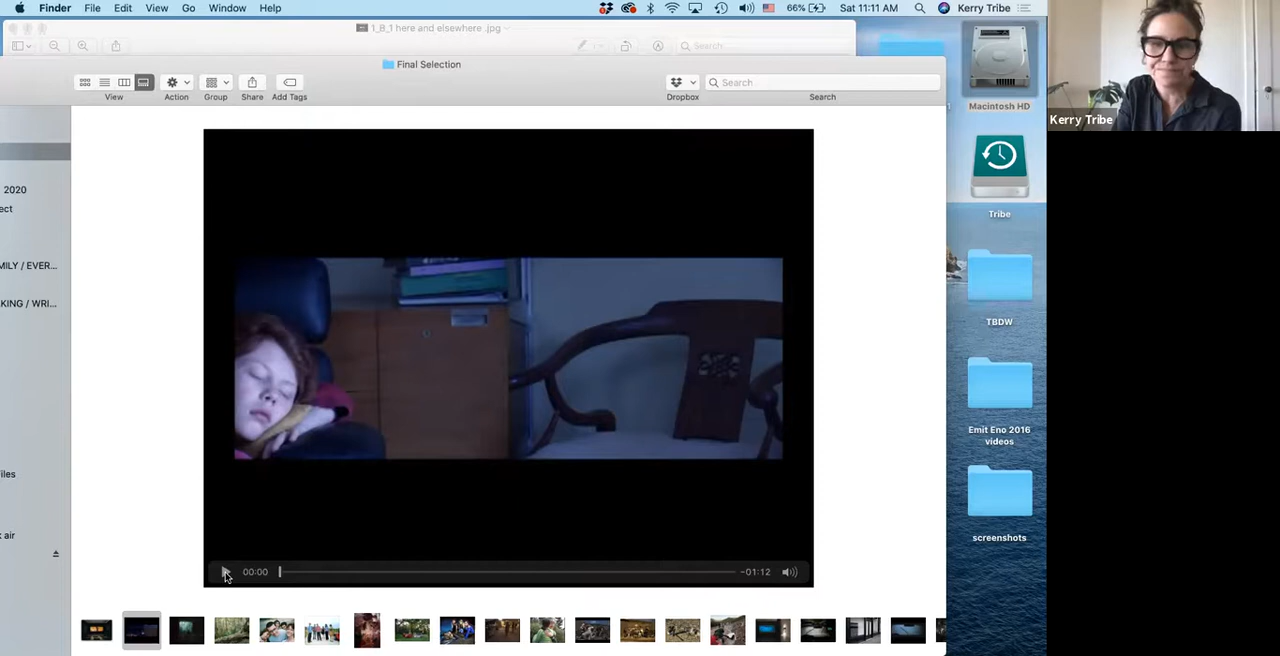 Finder File Edit View Go Window Help 66% Sat 11:11 AM Kerry Tribe
1_B_1 here and elsewhere .jpg
Search
Final Selection
Search
View Action Group Share Add Tags Dropbox Search
Macintosh HD
Kerry Tribe
2020
ect
Tribe
MILY / EVER...
KING / WRI...
TBDW
Emit Eno 2016
videos
iles
air
screenshots
00:00 -01:12